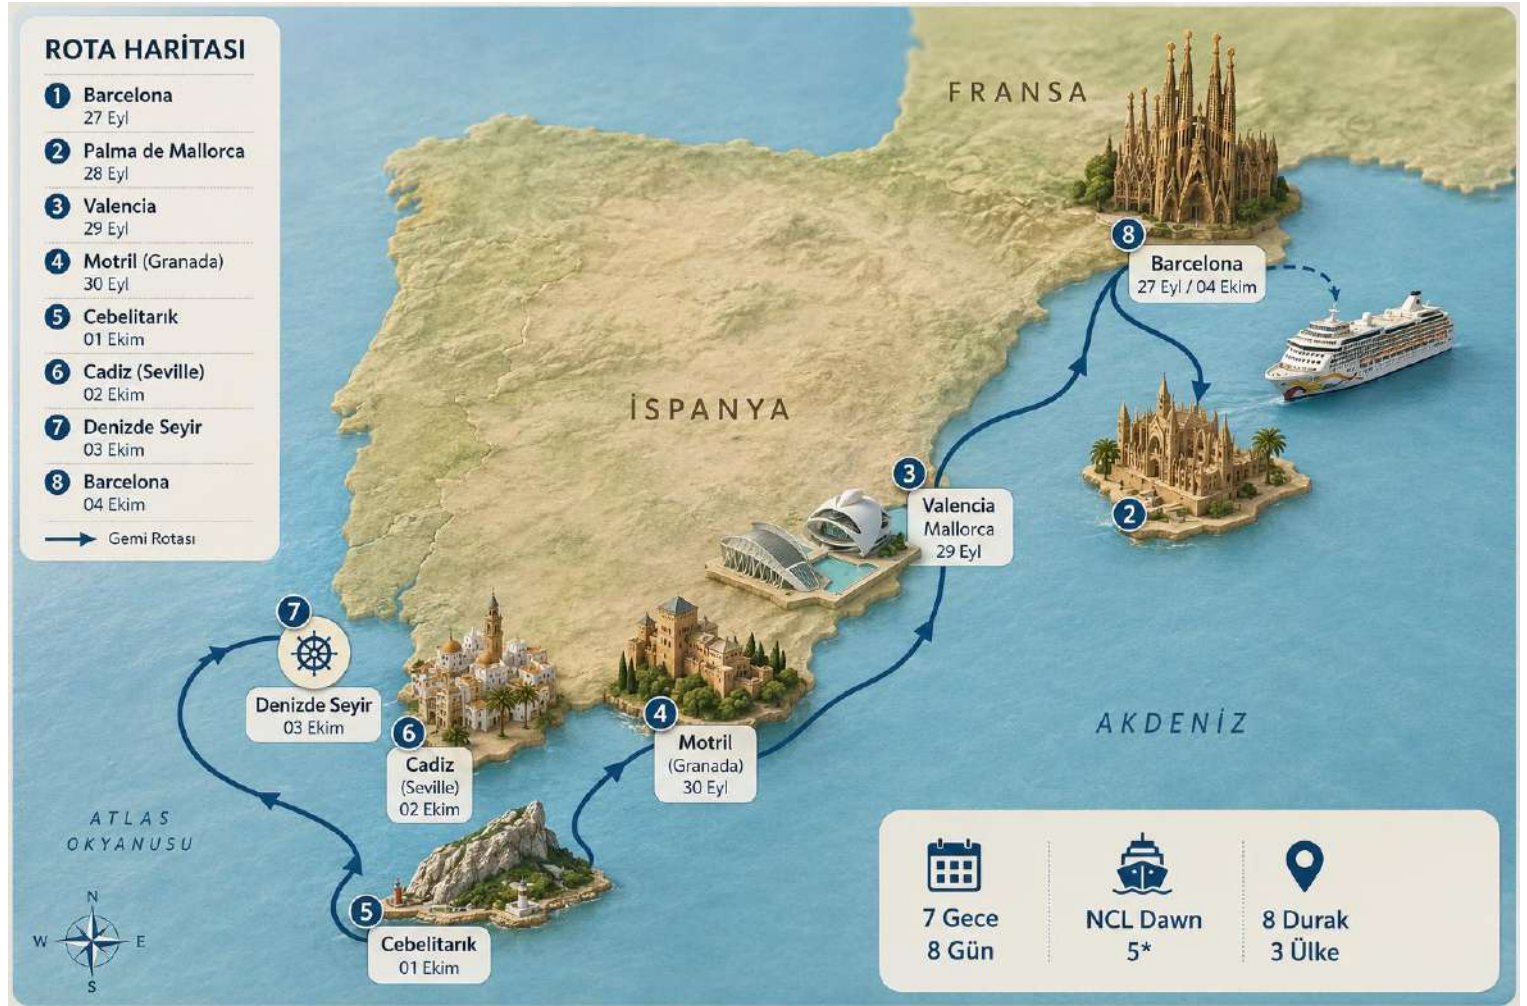 ROTA HARİTASI
1 Barcelona
27 Eyl
2 Palma de Mallorca
28 Eyl
3 Valencia
29 Eyl
4 Motril (Granada)
30 Eyl
5 Cebelitarık
01 Ekim
6 Cadiz (Seville)
02 Ekim
7 Denizde Seyir
03 Ekim
8 Barcelona
04 Ekim
Gemi Rotası
FRANSA
8
Barcelona
27 Eyl / 04 Ekim
İSPANYA
3
Valencia
Mallorca
29 Eyl
2
7
Denizde Seyir
03 Ekim
6
Cadiz
(Seville)
02 Ekim
4
Motril
(Granada)
30 Eyl
AKDENİZ
ATLAS
OKYANUSU
5
Cebelitarık
01 Ekim
N
W E
S
7 Gece
8 Gün
NCL Dawn
5*
8 Durak
3 Ülke